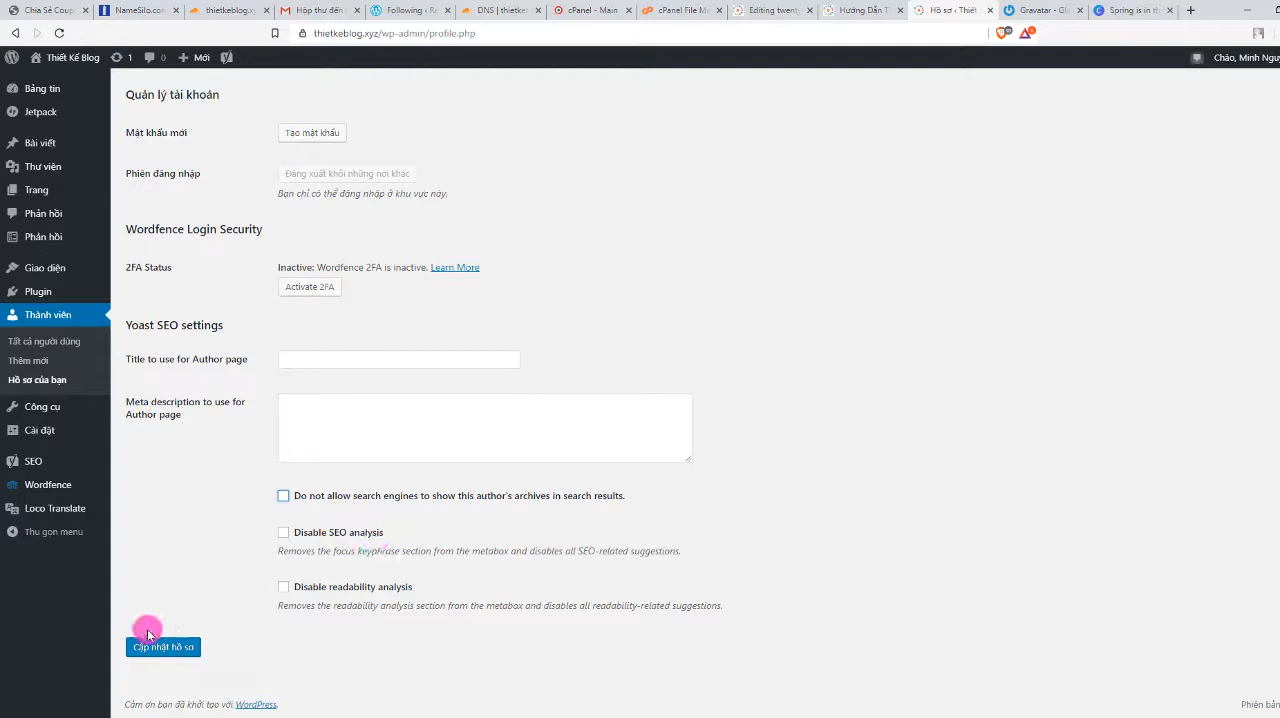 Chia Sẻ Coup
NameSilo.com
thietkeblog.xy
Hộp thư đến
Following ‹ Re
DNS | thietke
cPanel - Main
cPanel File M
Editing twenty
Hướng Dẫn T
Hồ sơ ‹ Thiết
Gravatar - Gl
Spring is in th
thietkeblog.xyz/wp-admin/profile.php
Thiết Kế Blog
1
0
Mới
Chào, Minh Ngu
Bảng tin
Jetpack
Bài viết
Thư viện
Trang
Phản hồi
Phản hồi
Giao diện
Plugin
Thành viên
Tất cả người dùng
Thêm mới
Hồ sơ của bạn
Công cụ
Cài đặt
SEO
Wordfence
Loco Translate
Thu gọn menu
Quản lý tài khoản
Mật khẩu mới
Tạo mật khẩu
Phiên đăng nhập
Đăng xuất khỏi những nơi khác
Bạn chỉ có thể đăng nhập ở khu vực này.
Wordfence Login Security
2FA Status
Inactive: Wordfence 2FA is inactive. Learn More
Activate 2FA
Yoast SEO settings
Title to use for Author page
Meta description to use for
Author page
Do not allow search engines to show this author's archives in search results.
Disable SEO analysis
Removes the focus keyphrase section from the metabox and disables all SEO-related suggestions.
Disable readability analysis
Removes the readability analysis section from the metabox and disables all readability-related suggestions.
Cập nhật hồ sơ
Cảm ơn bạn đã khởi tạo với WordPress.
Phiên bản